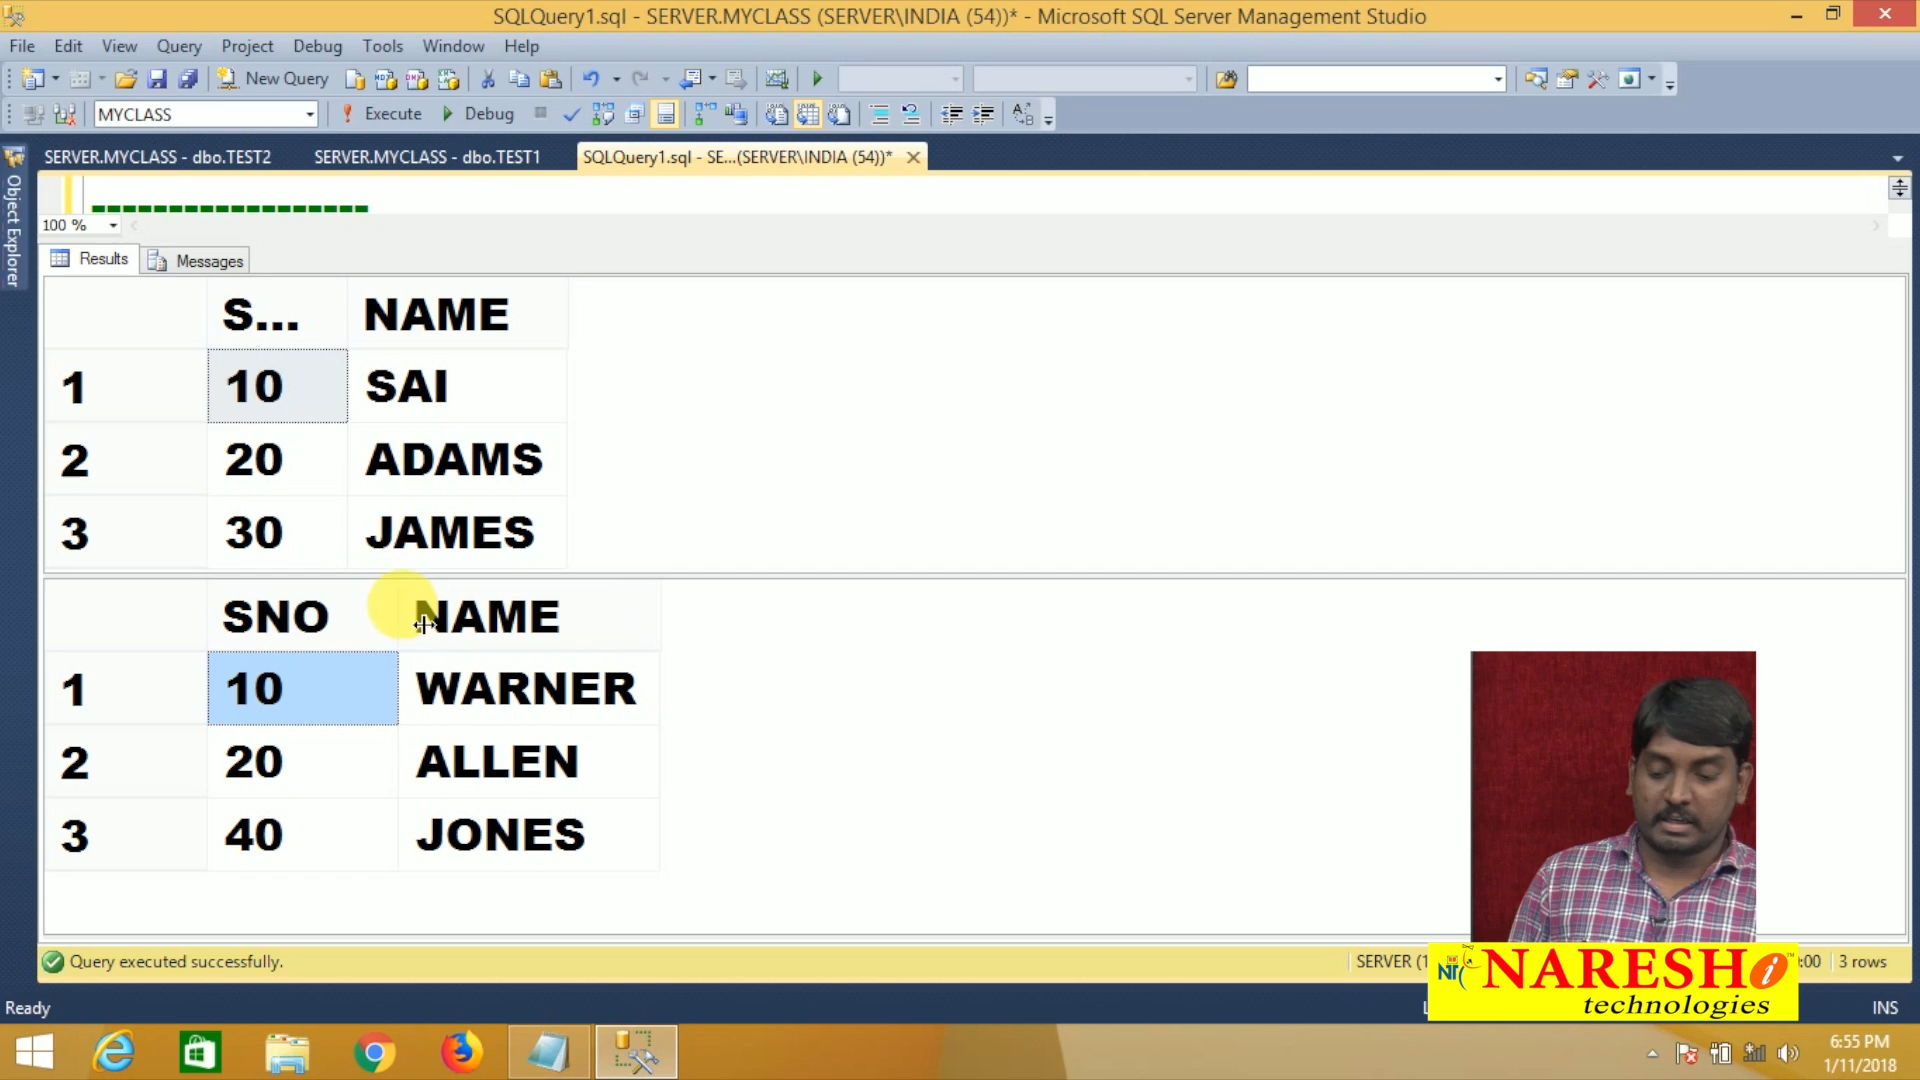 SQLQuery1.sql - SERVER.MYCLASS (SERVER\INDIA (54))* - Microsoft SQL Server Management Studio
File Edit View Query Project Debug Tools Window Help
New Query
MYCLASS Execute Debug
SERVER.MYCLASS - dbo.TEST2 SERVER.MYCLASS - dbo.TEST1 SQLQuery1.sql - SE...(SERVER\INDIA (54))*
Object Explorer
100 %
Results Messages
S... NAME
1 10 SAI
2 20 ADAMS
3 30 JAMES
SNO NAME
1 10 WARNER
2 20 ALLEN
3 40 JONES
Query executed successfully. SERVER (1 :00 3 rows
NARESH i
technologies
Ready INS
6:55 PM
1/11/2018